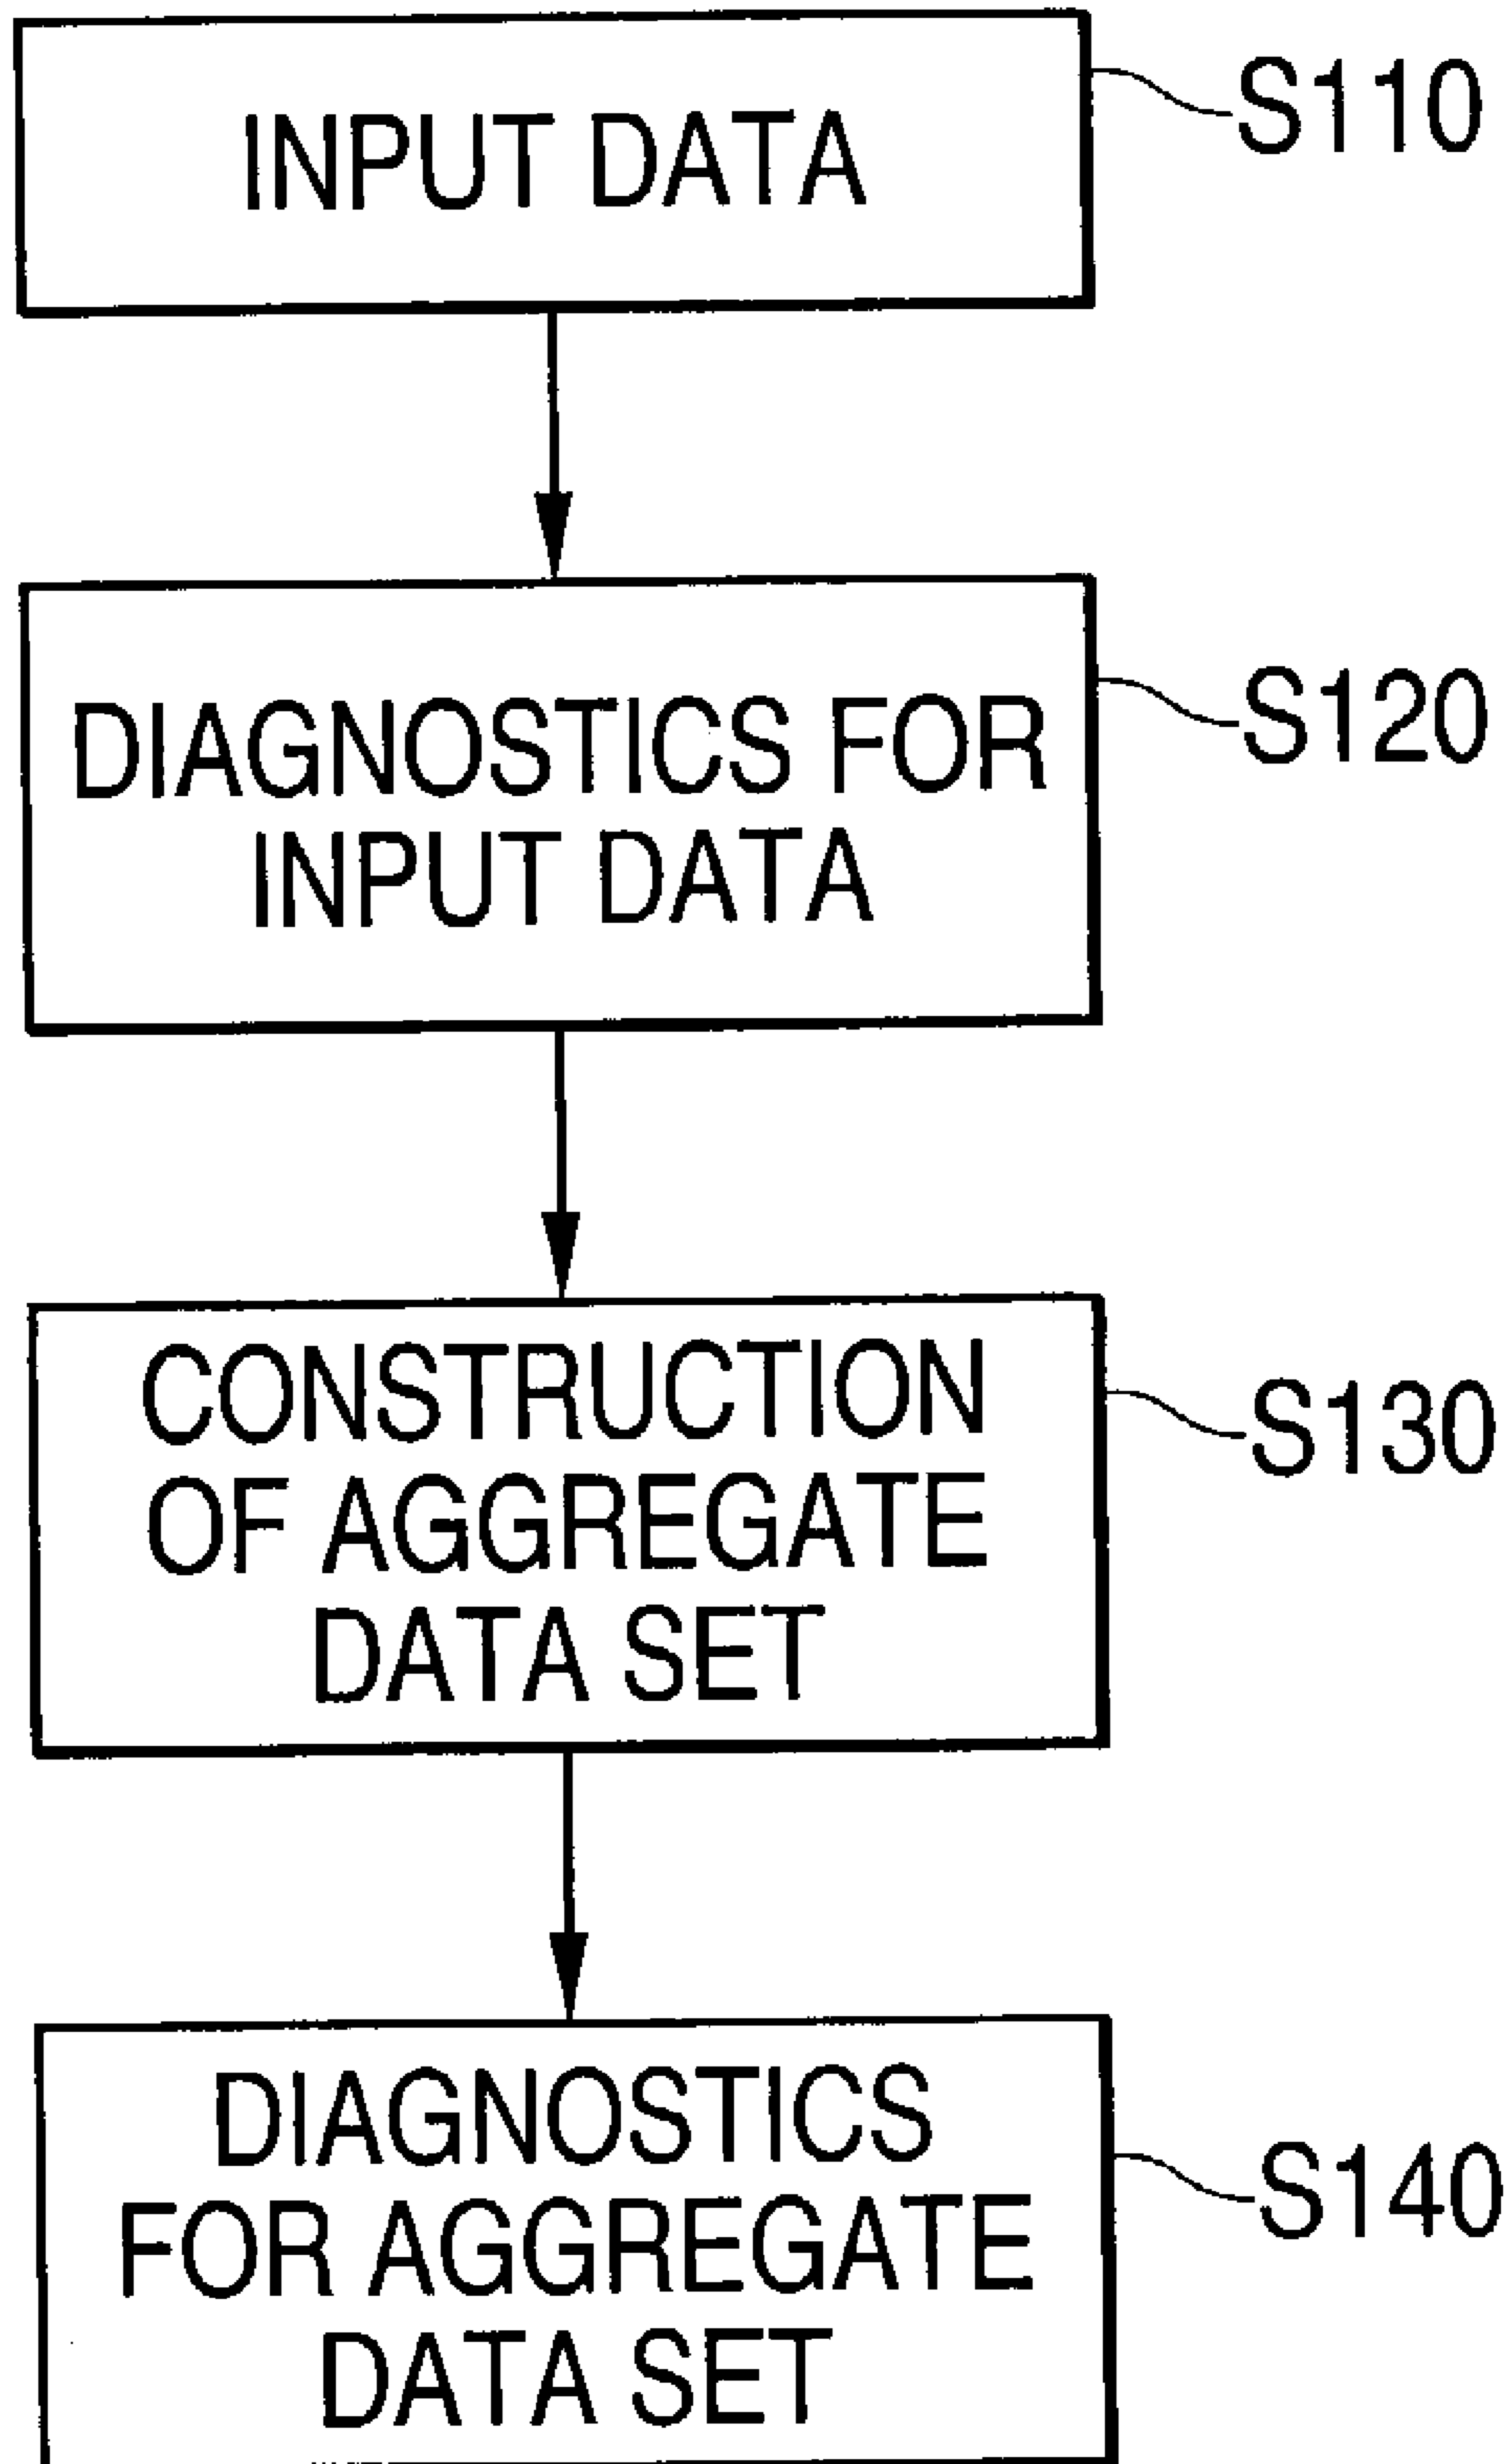 INPUT DATA
S110
DIAGNOSTICS FOR
INPUT DATA
S120
CONSTRUCTION
OF AGGREGATE
DATA SET
S130
DIAGNOSTICS
FOR AGGREGATE
DATA SET
S140